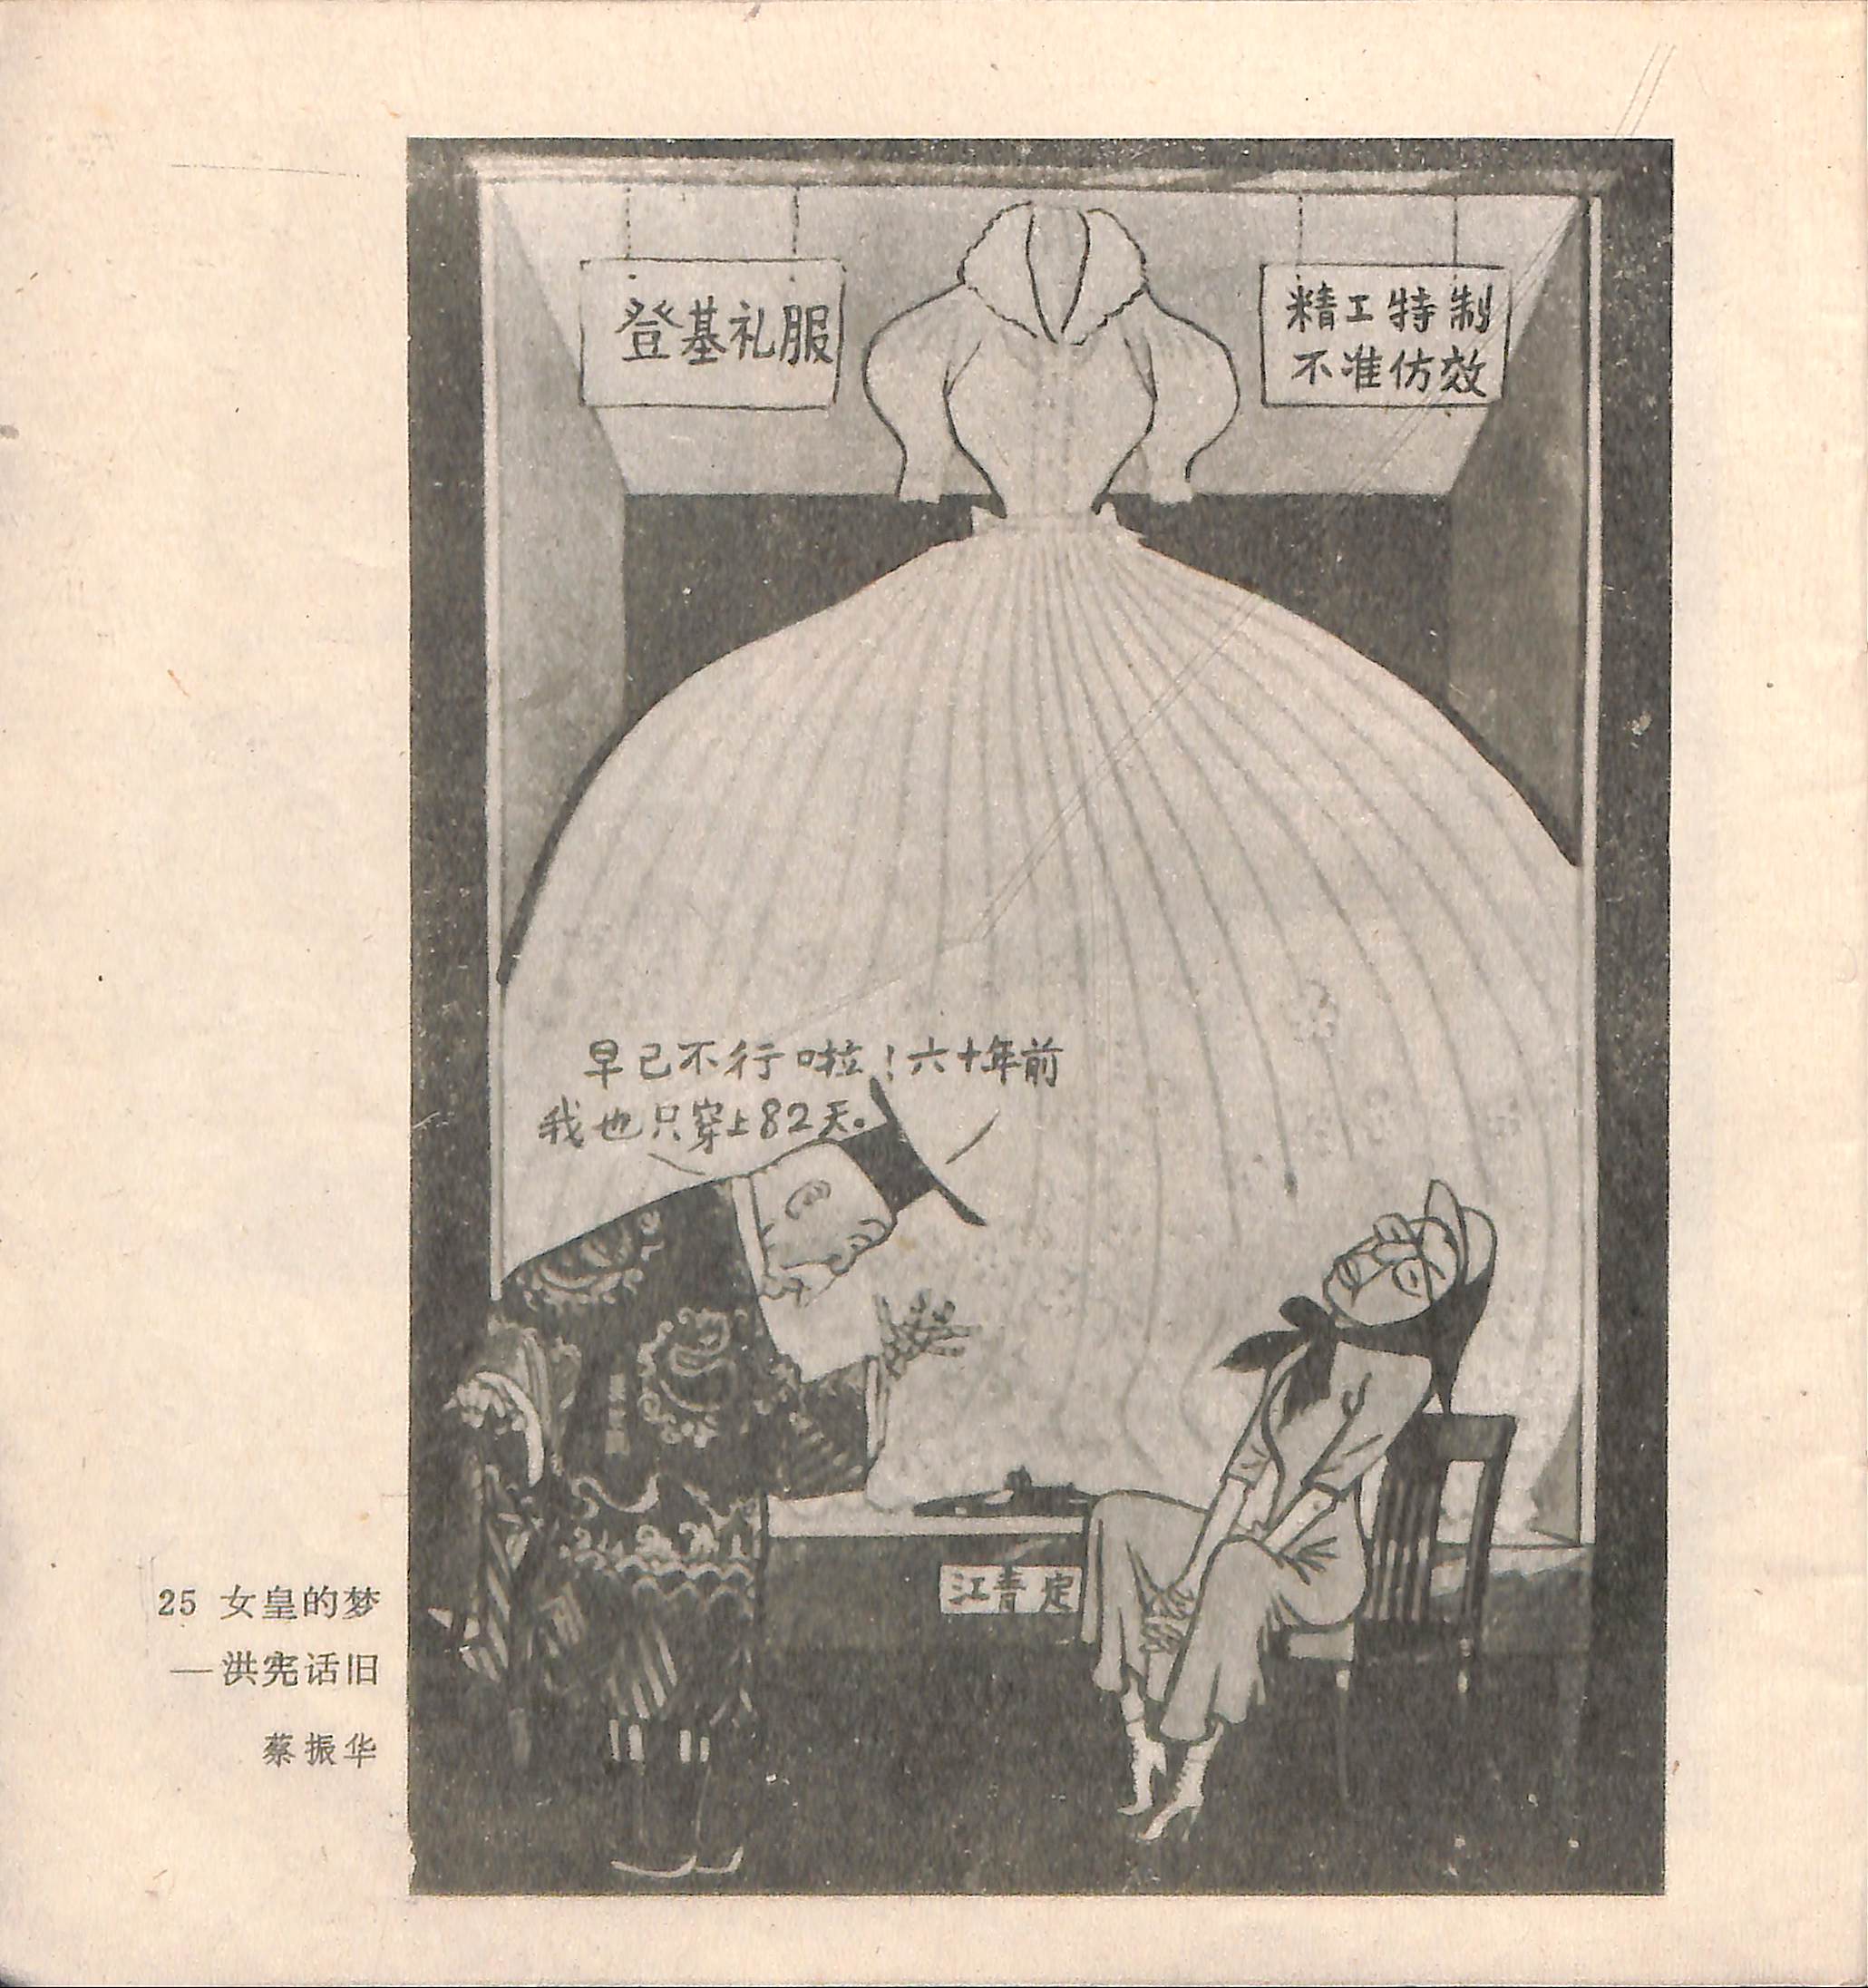 登基礼服
精工特制
不准仿效
早已不行啦！六十年前
我也只穿上82天。
江青定
25 女皇的梦
—洪宪话旧
蔡振华